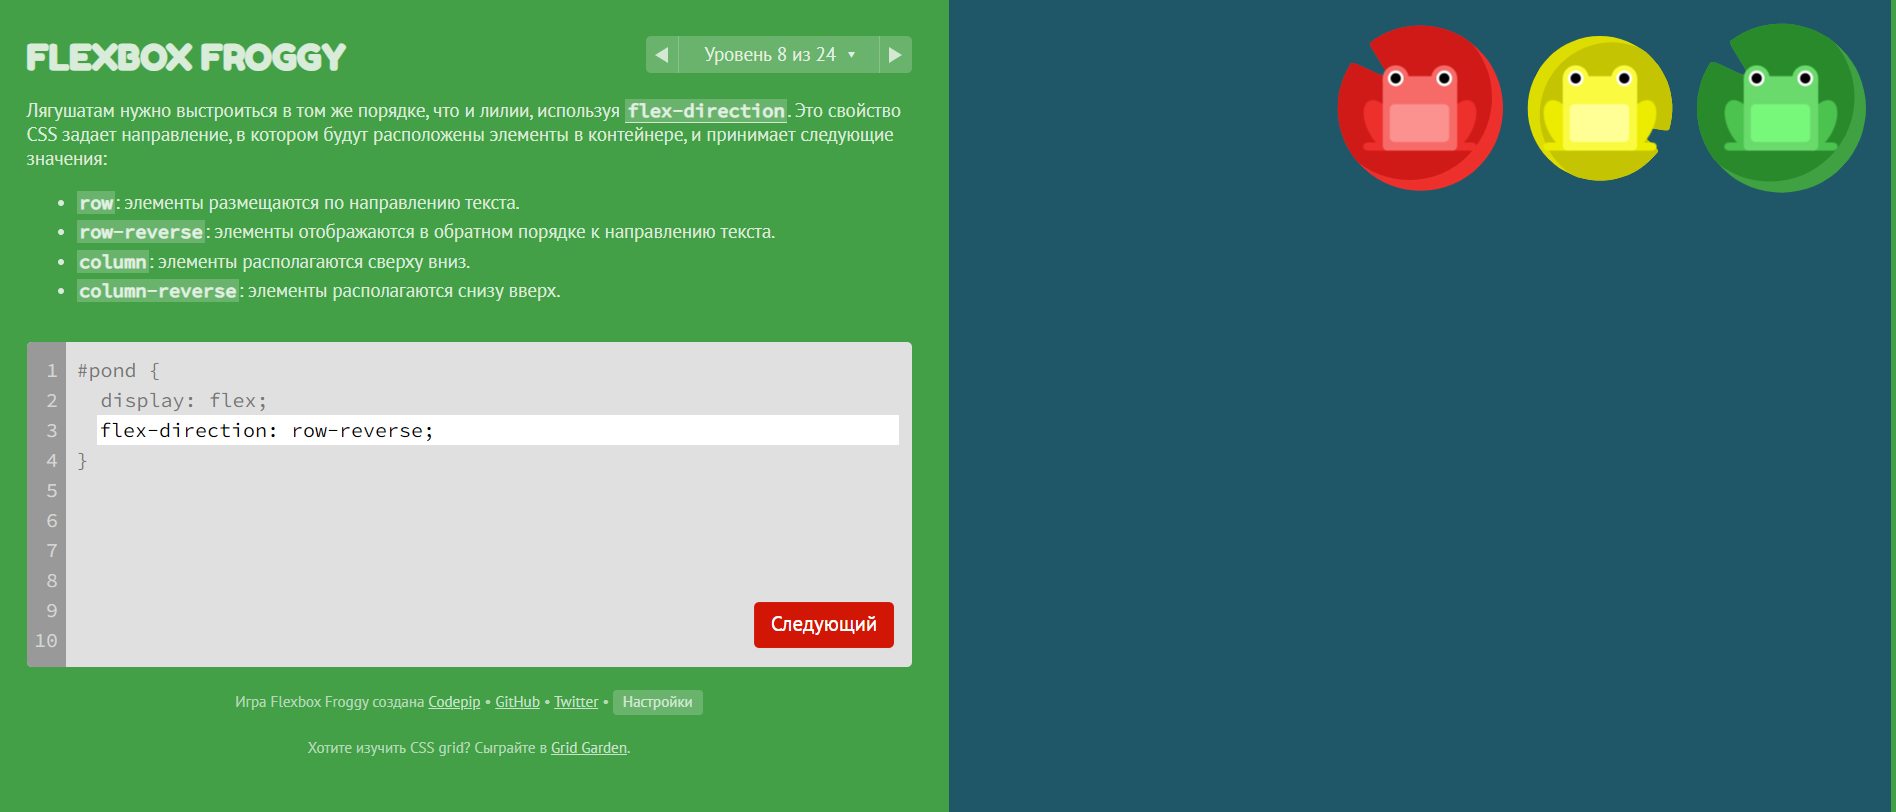 FLEXBOX FROGGY
Уровень 8 из 24
Лягушатам нужно выстроиться в том же порядке, что и лилии, используя flex-direction. Это свойство
CSS задает направление, в котором будут расположены элементы в контейнере, и принимает следующие
значения:
• row: элементы размещаются по направлению текста.
• row-reverse: элементы отображаются в обратном порядке к направлению текста.
• column: элементы располагаются сверху вниз.
• column-reverse: элементы располагаются снизу вверх.
1 #pond {
2 display: flex;
3 flex-direction: row-reverse;
4 }
5
6
7
8
9
10
Следующий
Игра Flexbox Froggy создана Codepip • GitHub • Twitter • Настройки
Хотите изучить CSS grid? Сыграйте в Grid Garden.